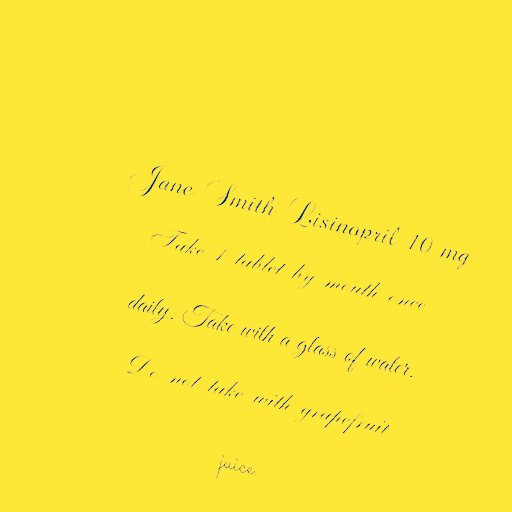 Jane Smith Lisinapril 10 mg
Take 1 tablet by mouth once
daily. Take with a glass of water.
Do not take with grapefruit
juice